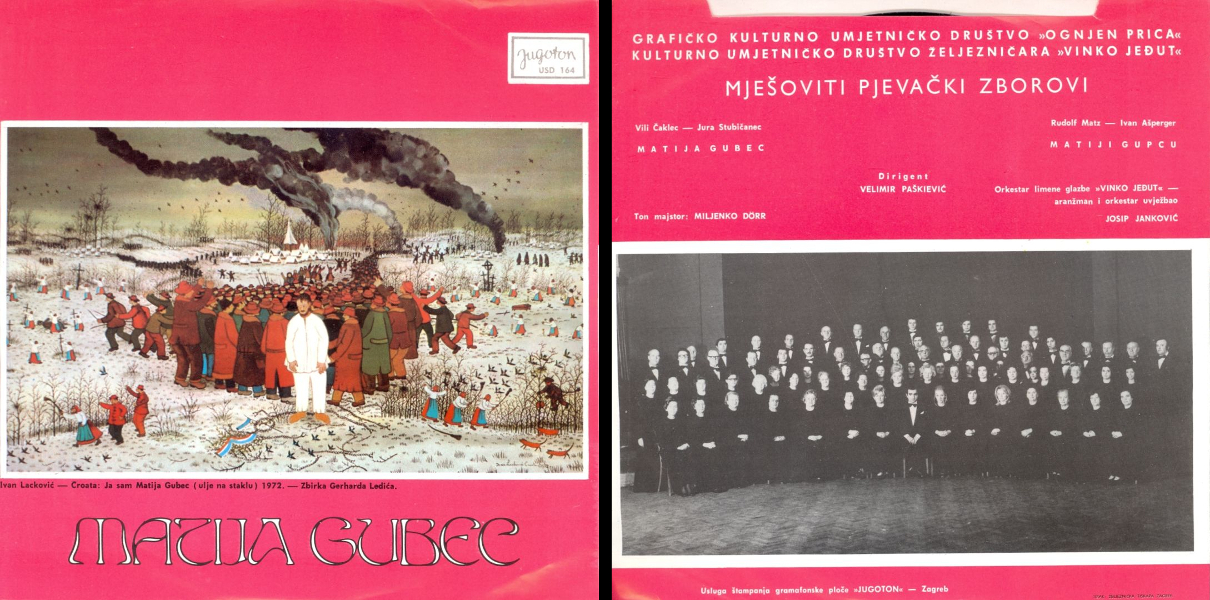 Jugoton
USD 164
Ivan Lacković — Croata: Ja sam Matija Gubec (ulje na staklu) 1972. — Zbirka Gerharda Ledića.
MATIJA GUBEC
GRAFIČKO KULTURNO UMJETNIČKO DRUŠTVO »OGNJEN PRICA«
KULTURNO UMJETNIČKO DRUŠTVO ŽELJEZNIČARA »VINKO JEĐUT«
MJEŠOVITI PJEVAČKI ZBOROVI
Vili Čaklec — Jura Stubičanec
MATIJA GUBEC
Rudolf Matz — Ivan Ašperger
MATIJI GUPCU
Dirigent
VELIMIR PAŠKIEVIĆ
Orkestar limene glazbe »VINKO JEĐUT« —
aranžman i orkestar uvježbao
JOSIP JANKOVIĆ
Ton majstor: MILJENKO DÖRR
Usluga štampanja gramafonske ploče »JUGOTON« — Zagreb